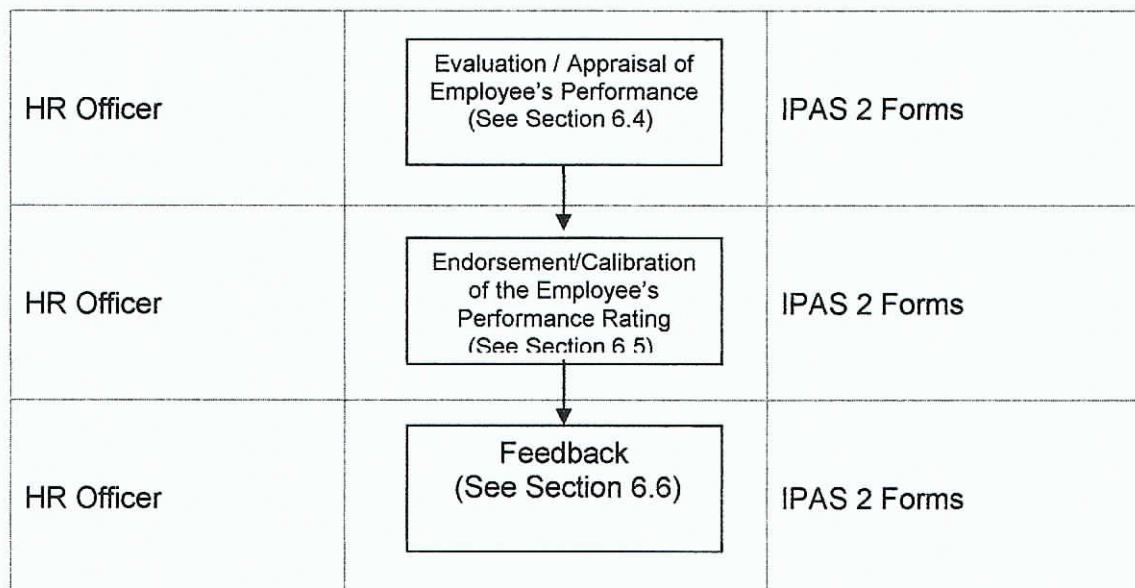 HR Officer
Evaluation / Appraisal of
Employee's Performance
(See Section 6.4)
IPAS 2 Forms
HR Officer
Endorsement/Calibration
of the Employee's
Performance Rating
(See Section 6.5)
IPAS 2 Forms
HR Officer
Feedback
(See Section 6.6)
IPAS 2 Forms